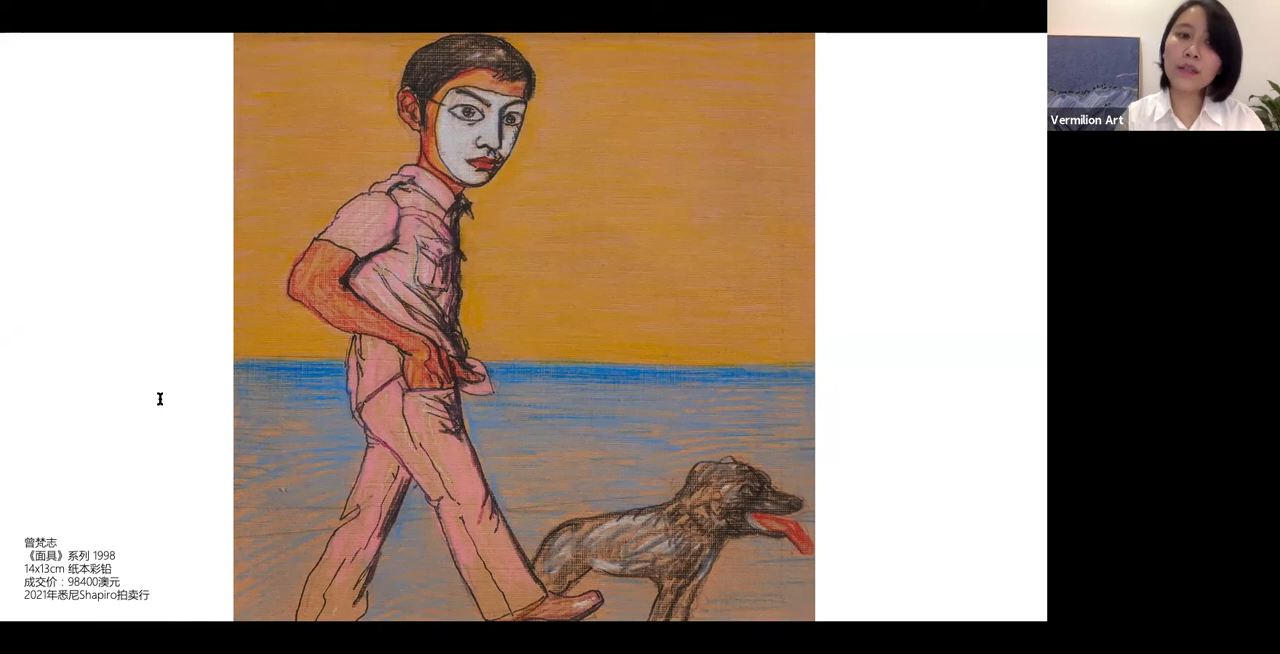 Vermilion Art
曾梵志
《面具》系列 1998
14x13cm 纸本彩铅
成交价：98400澳元
2021年悉尼Shapiro拍卖行